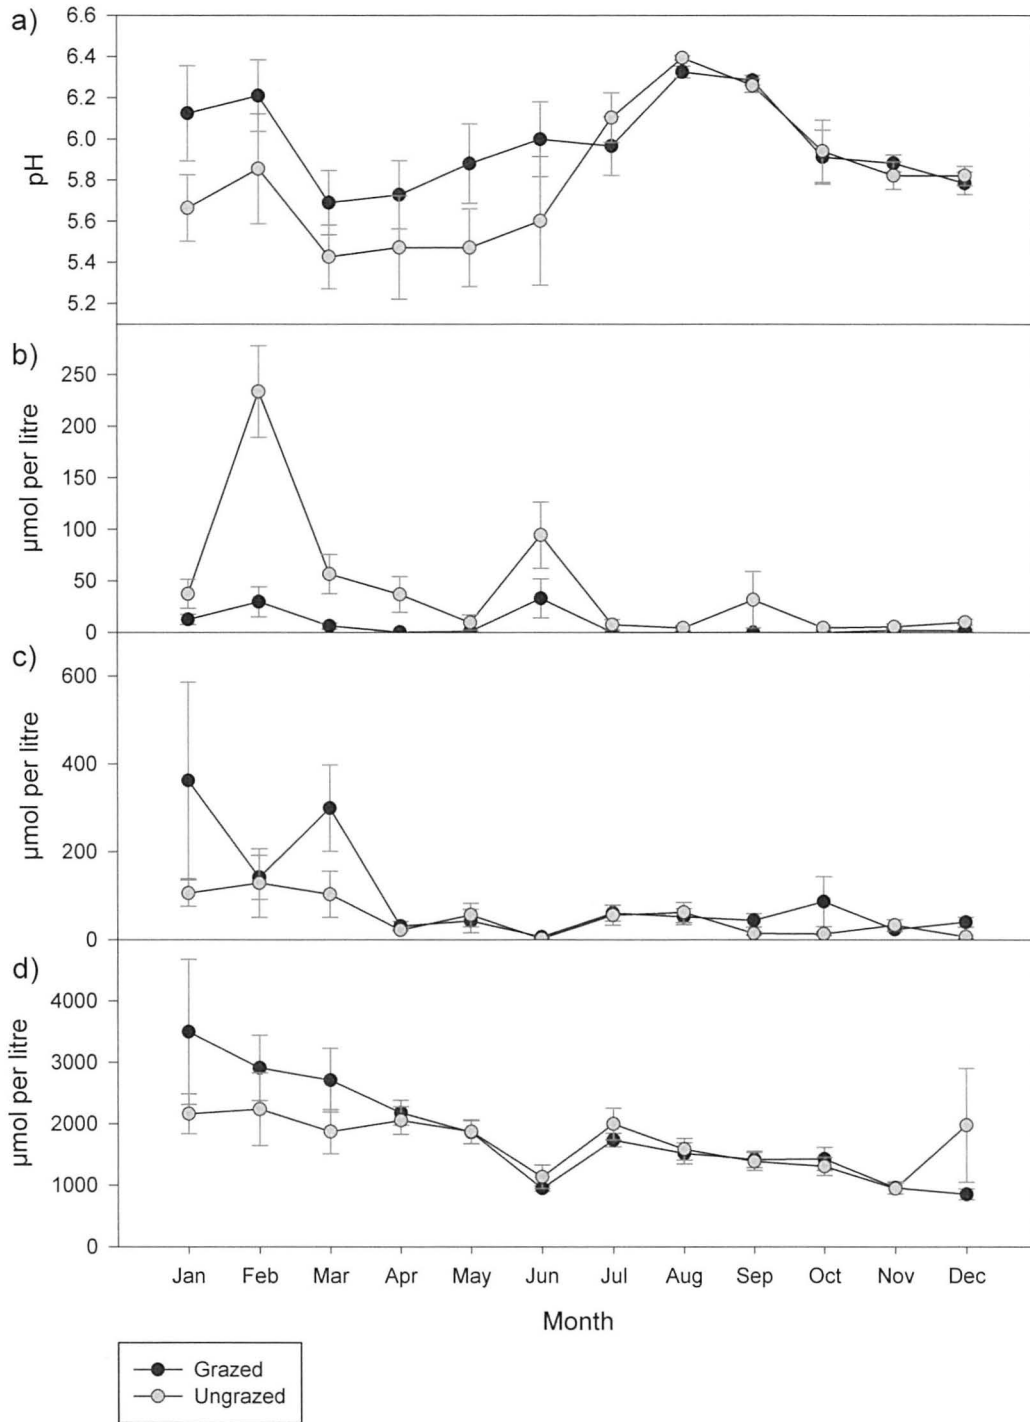 a)
6.6
6.4
6.2
6.0
5.8
5.6
5.4
5.2
pH
b)
250
200
150
100
50
0
µmol per litre
c)
600
400
200
0
µmol per litre
d)
4000
3000
2000
1000
0
µmol per litre
Jan Feb Mar Apr May Jun Jul Aug Sep Oct Nov Dec
Month
Grazed
Ungrazed